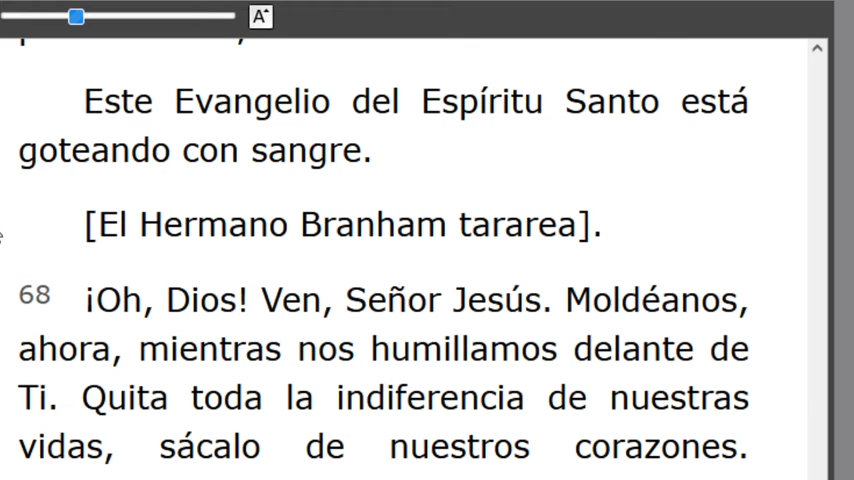 A
Este Evangelio del Espíritu Santo está
goteando con sangre.
[El Hermano Branham tararea].
68 ¡Oh, Dios! Ven, Señor Jesús. Moldéanos,
ahora, mientras nos humillamos delante de
Ti. Quita toda la indiferencia de nuestras
vidas, sácalo de nuestros corazones.